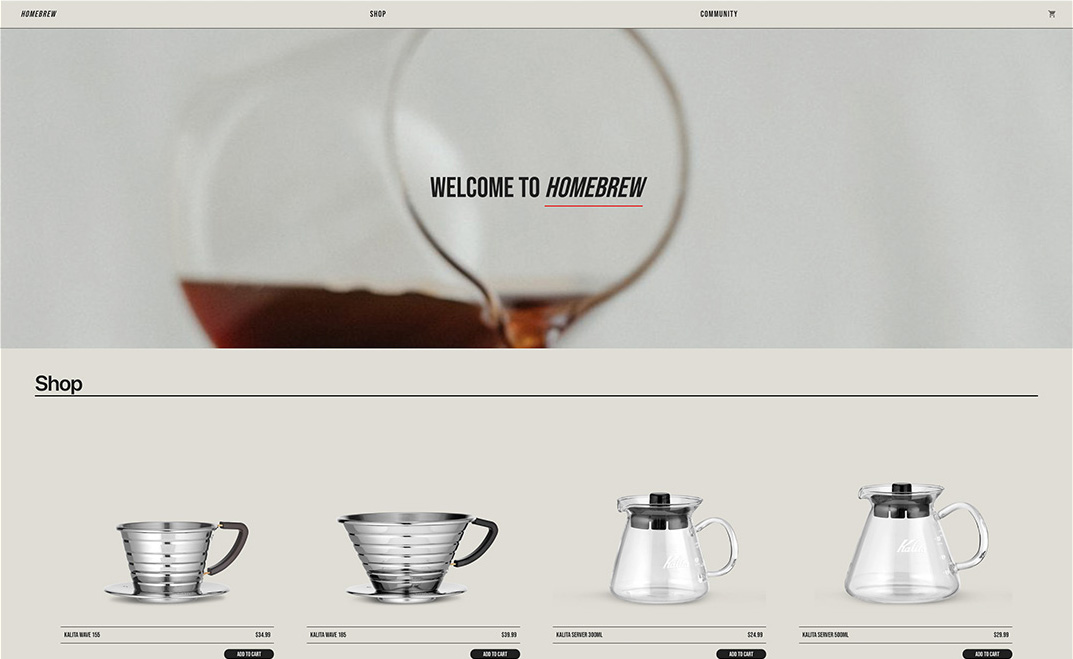 HOMEBREW SHOP COMMUNITY
WELCOME TO HOMEBREW
Shop
Kalita
Kalita
KALITA WAVE 155 $34.99
KALITA WAVE 185 $39.99
KALITA SERVER 300ML $24.99
KALITA SERVER 500ML $29.99
ADD TO CART
ADD TO CART
ADD TO CART
ADD TO CART